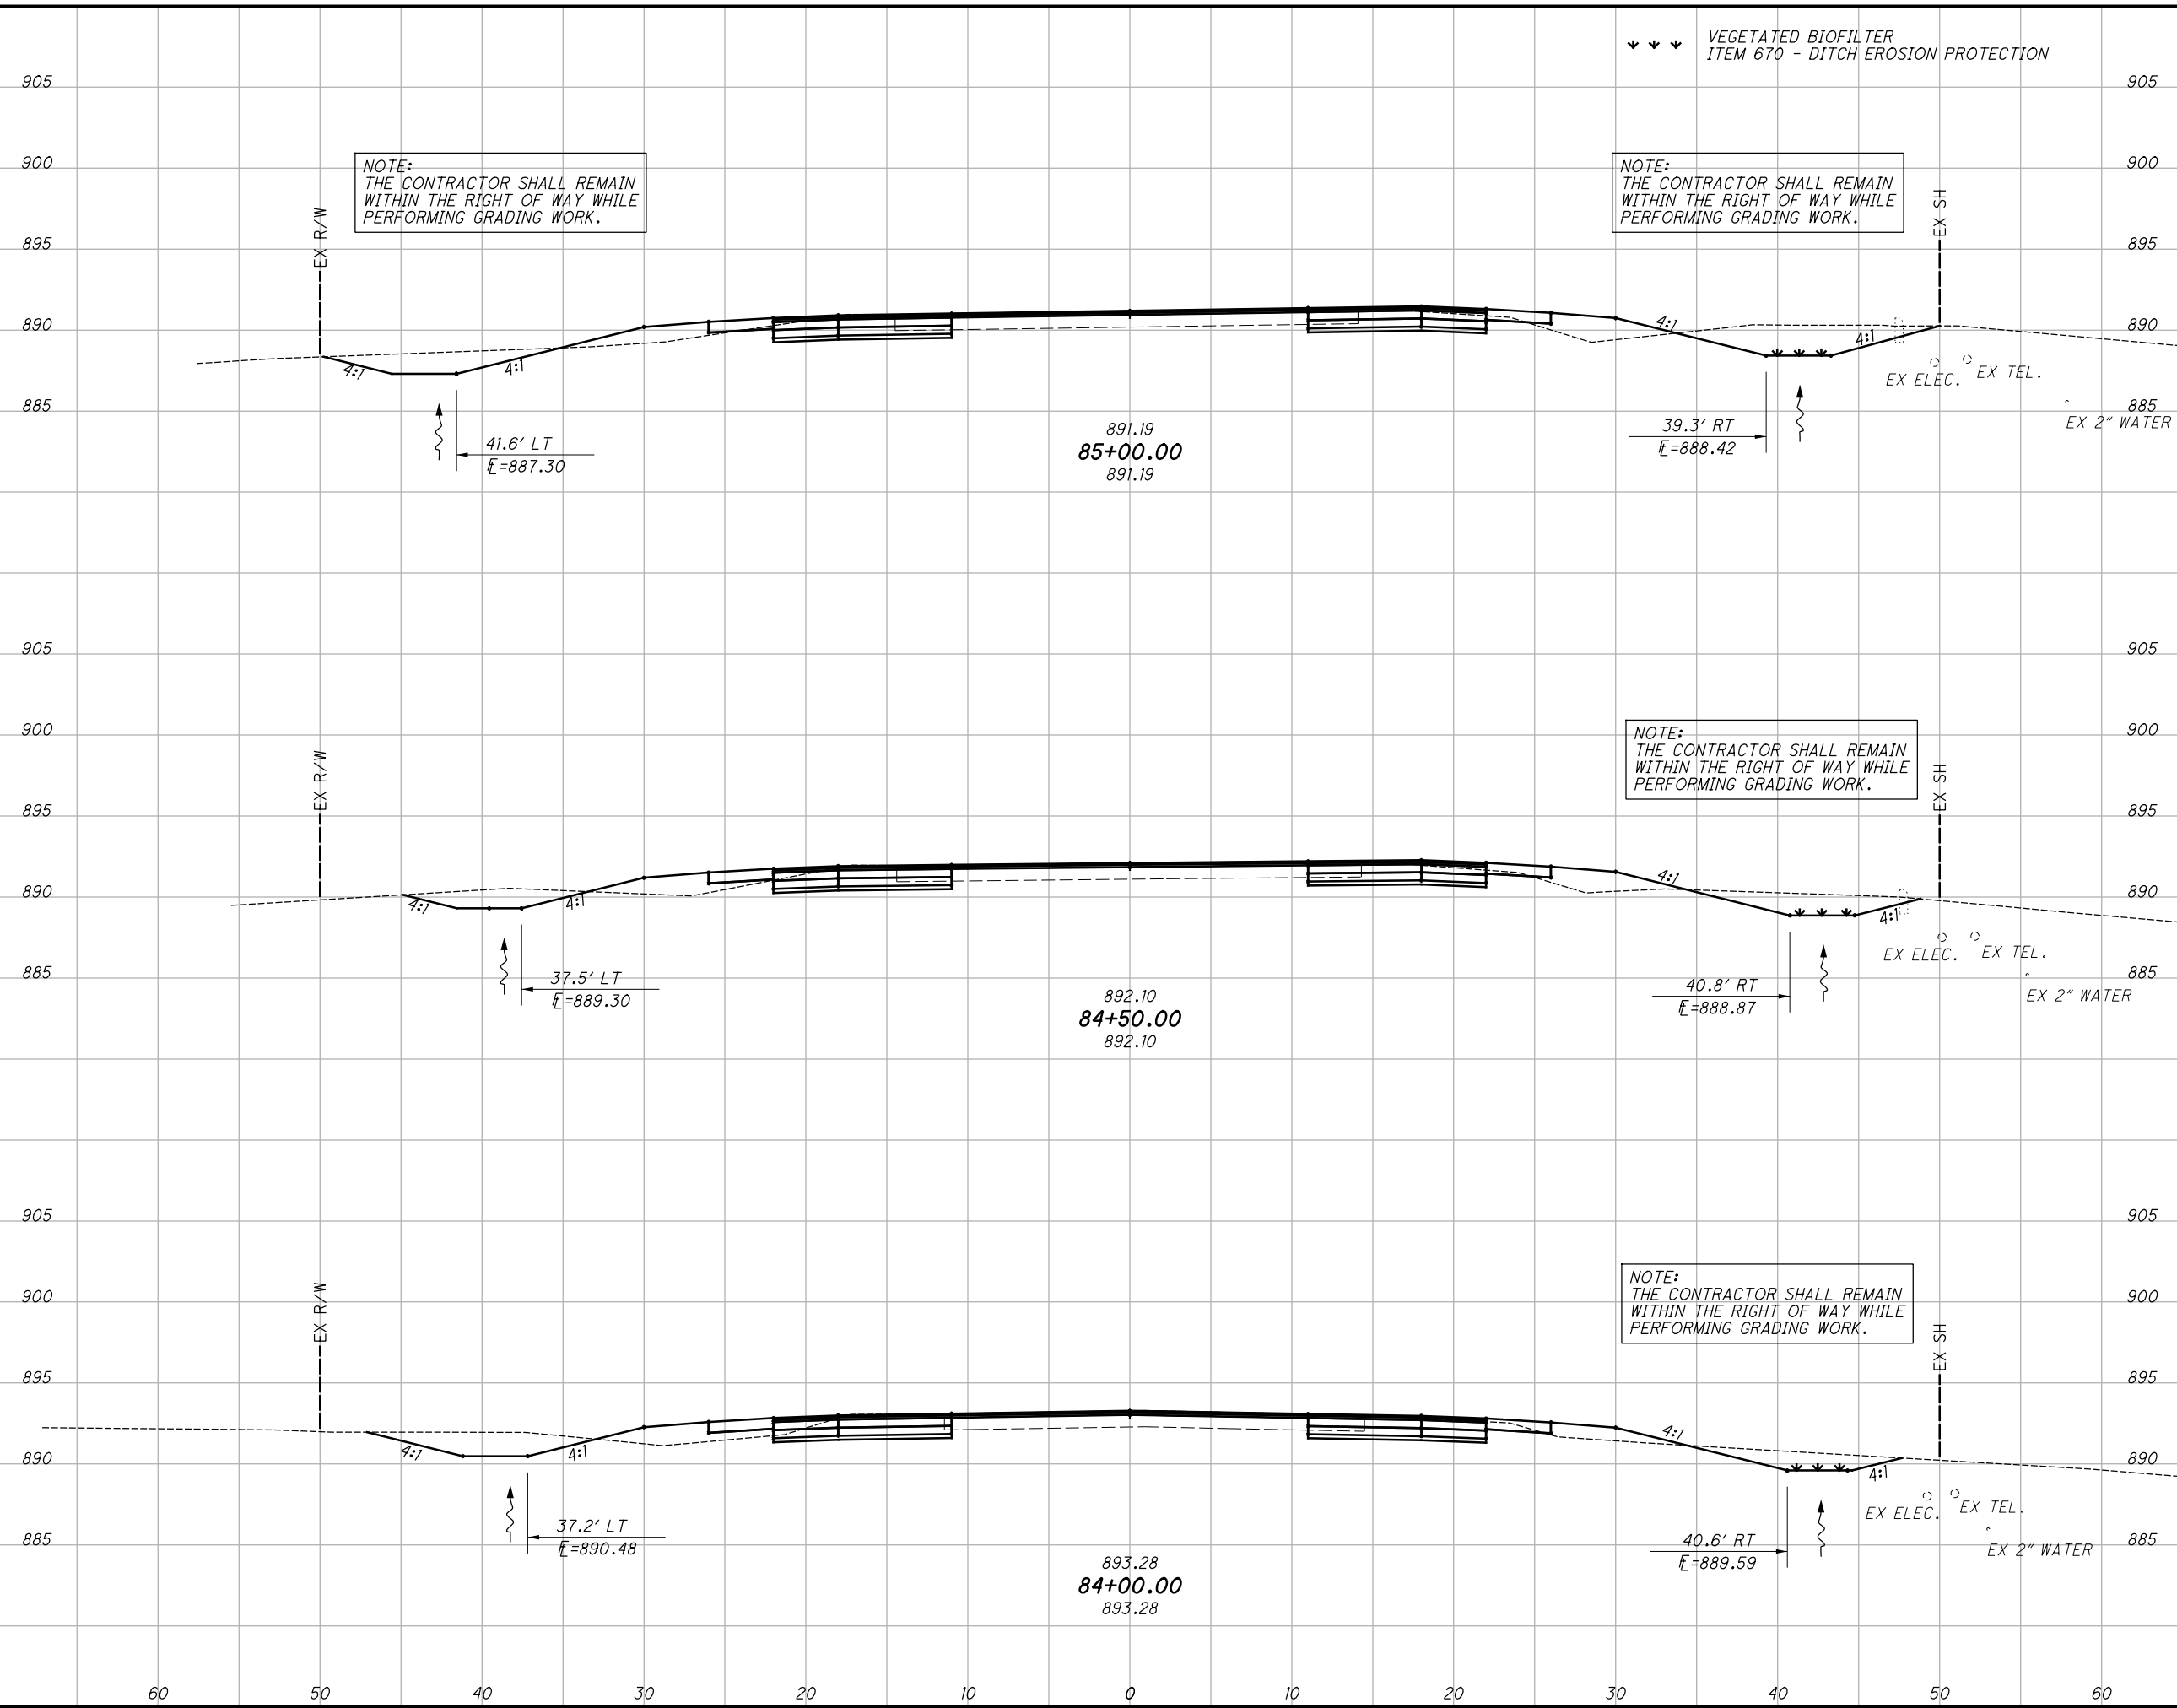 VEGETATED BIOFILTER
ITEM 670 - DITCH EROSION PROTECTION
905
905
900
900
NOTE:
THE CONTRACTOR SHALL REMAIN
WITHIN THE RIGHT OF WAY WHILE
PERFORMING GRADING WORK.
NOTE:
THE CONTRACTOR SHALL REMAIN
WITHIN THE RIGHT OF WAY WHILE
PERFORMING GRADING WORK.
EX R/W
EX SH
895
895
890
890
4:1
4:1
4:1
4:1
EX ELEC.
EX TEL.
885
885
EX 2" WATER
41.6' LT
FL=887.30
891.19
85+00.00
891.19
39.3' RT
FL=888.42
905
905
900
900
NOTE:
THE CONTRACTOR SHALL REMAIN
WITHIN THE RIGHT OF WAY WHILE
PERFORMING GRADING WORK.
EX R/W
EX SH
895
895
890
890
4:1
4:1
4:1
4:1
EX ELEC.
EX TEL.
885
885
EX 2" WATER
37.5' LT
FL=889.30
892.10
84+50.00
892.10
40.8' RT
FL=888.87
905
905
900
900
NOTE:
THE CONTRACTOR SHALL REMAIN
WITHIN THE RIGHT OF WAY WHILE
PERFORMING GRADING WORK.
EX R/W
EX SH
895
895
890
890
4:1
4:1
4:1
4:1
EX ELEC.
EX TEL.
885
885
EX 2" WATER
37.2' LT
FL=890.48
893.28
84+00.00
893.28
40.6' RT
FL=889.59
60 50 40 30 20 10 0 10 20 30 40 50 60